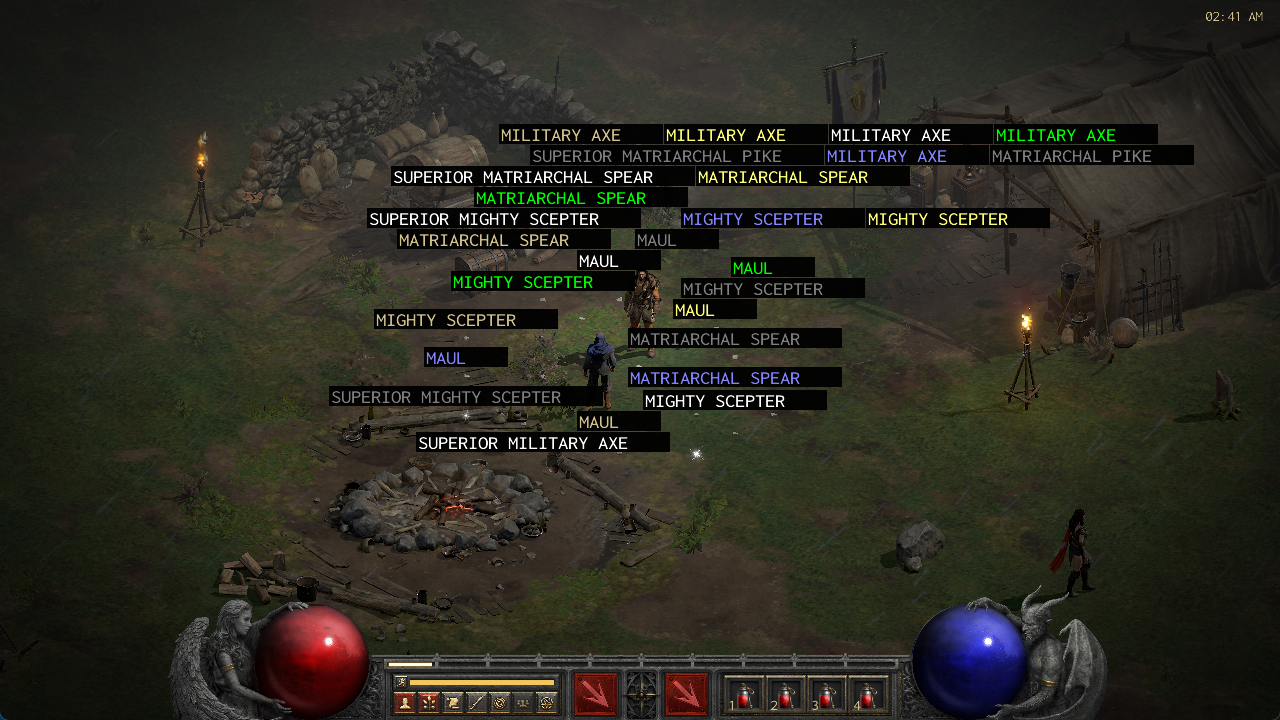 02:41 AM
MILITARY AXE MILITARY AXE MILITARY AXE MILITARY AXE
SUPERIOR MATRIARCHAL PIKE MILITARY AXE MATRIARCHAL PIKE
SUPERIOR MATRIARCHAL SPEAR MATRIARCHAL SPEAR
MATRIARCHAL SPEAR
SUPERIOR MIGHTY SCEPTER MIGHTY SCEPTER MIGHTY SCEPTER
MATRIARCHAL SPEAR MAUL
MAUL
MAUL
MIGHTY SCEPTER
MIGHTY SCEPTER
MAUL
MIGHTY SCEPTER
MATRIARCHAL SPEAR
MAUL
MATRIARCHAL SPEAR
SUPERIOR MIGHTY SCEPTER
MIGHTY SCEPTER
MAUL
SUPERIOR MILITARY AXE
1 2 3 4